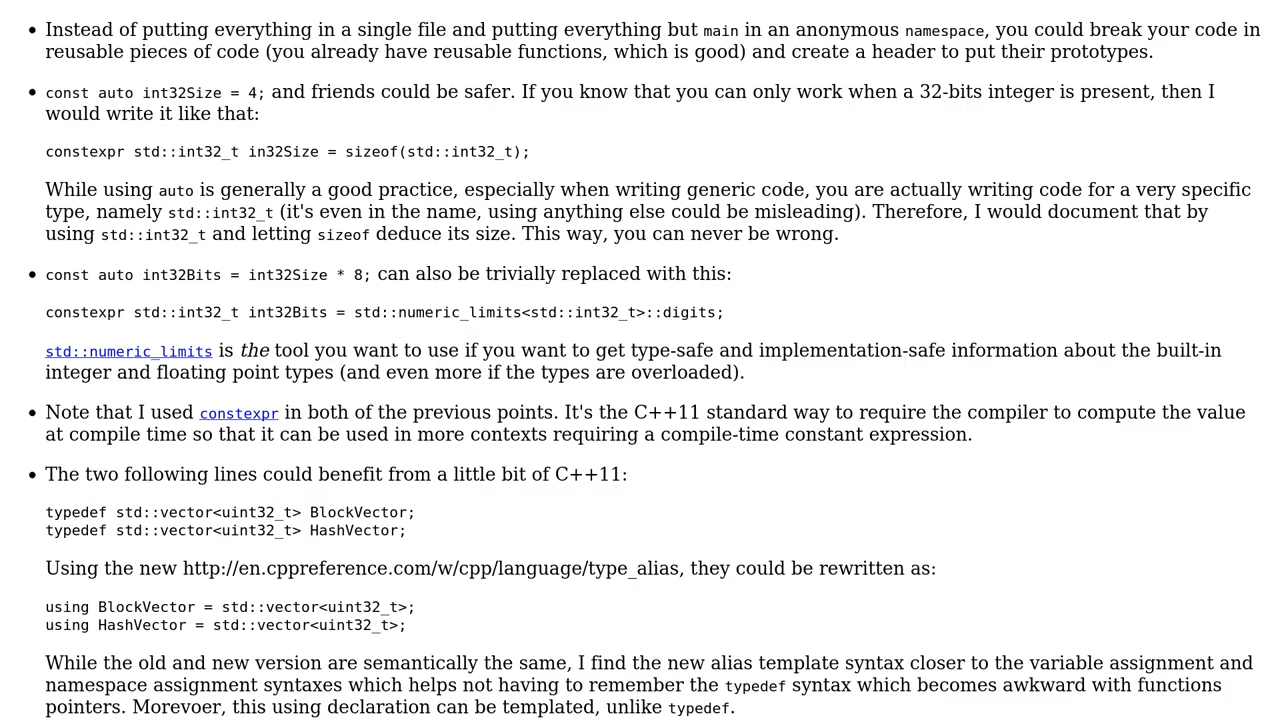 • Instead of putting everything in a single file and putting everything but main in an anonymous namespace, you could break your code in
reusable pieces of code (you already have reusable functions, which is good) and create a header to put their prototypes.
• const auto int32Size = 4; and friends could be safer. If you know that you can only work when a 32-bits integer is present, then I
would write it like that:
constexpr std::int32_t in32Size = sizeof(std::int32_t);
While using auto is generally a good practice, especially when writing generic code, you are actually writing code for a very specific
type, namely std::int32_t (it's even in the name, using anything else could be misleading). Therefore, I would document that by
using std::int32_t and letting sizeof deduce its size. This way, you can never be wrong.
• const auto int32Bits = int32Size * 8; can also be trivially replaced with this:
constexpr std::int32_t int32Bits = std::numeric_limits<std::int32_t>::digits;
std::numeric_limits is the tool you want to use if you want to get type-safe and implementation-safe information about the built-in
integer and floating point types (and even more if the types are overloaded).
• Note that I used constexpr in both of the previous points. It's the C++11 standard way to require the compiler to compute the value
at compile time so that it can be used in more contexts requiring a compile-time constant expression.
• The two following lines could benefit from a little bit of C++11:
typedef std::vector<uint32_t> BlockVector;
typedef std::vector<uint32_t> HashVector;
Using the new http://en.cppreference.com/w/cpp/language/type_alias, they could be rewritten as:
using BlockVector = std::vector<uint32_t>;
using HashVector = std::vector<uint32_t>;
While the old and new version are semantically the same, I find the new alias template syntax closer to the variable assignment and
namespace assignment syntaxes which helps not having to remember the typedef syntax which becomes awkward with functions
pointers. Morevoer, this using declaration can be templated, unlike typedef.